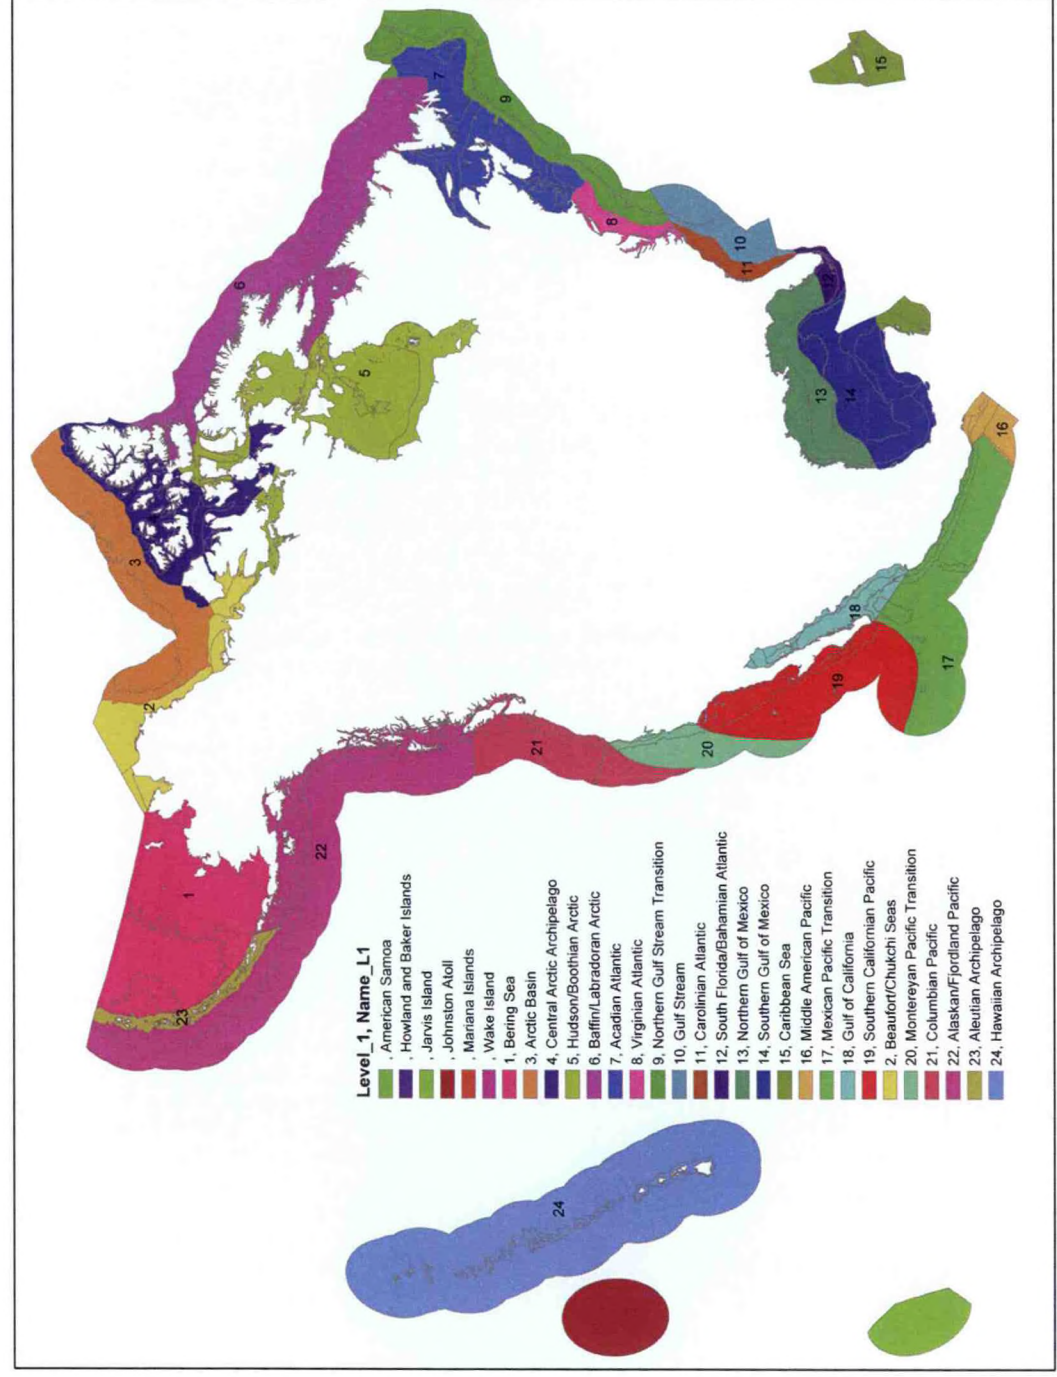 Level_1, Name_L1
, American Samoa
, Howland and Baker Islands
, Jarvis Island
, Johnston Atoll
, Mariana Islands
, Wake Island
1, Bering Sea
3, Arctic Basin
4, Central Arctic Archipelago
5, Hudson/Boothian Arctic
6, Baffin/Labradoran Arctic
7, Acadian Atlantic
8, Virginian Atlantic
9, Northern Gulf Stream Transition
10, Gulf Stream
11, Carolinian Atlantic
12, South Florida/Bahamian Atlantic
13, Northern Gulf of Mexico
14, Southern Gulf of Mexico
15, Caribbean Sea
16, Middle American Pacific
17, Mexican Pacific Transition
18, Gulf of California
19, Southern Californian Pacific
2, Beaufort/Chukchi Seas
20, Montereyan Pacific Transition
21, Columbian Pacific
22, Alaskan/Fjordland Pacific
23, Aleutian Archipelago
24, Hawaiian Archipelago
1
2
3
4
5
6
7
8
9
10
11
12
13
14
15
16
17
18
19
20
21
22
23
24